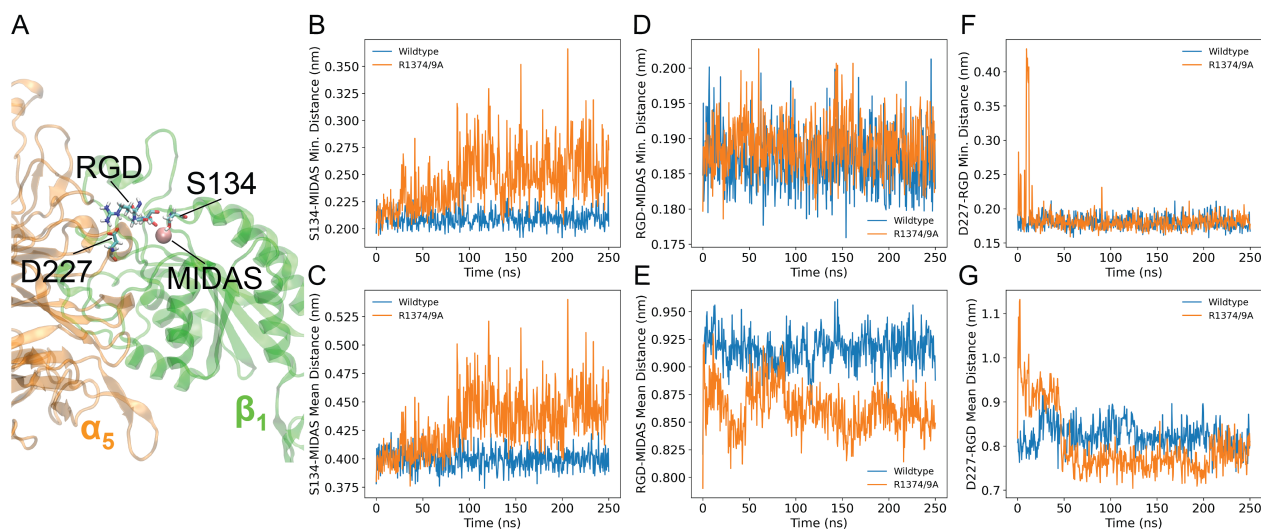 A
RGD
S134
D227
MIDAS
α5
β1
B
S134-MIDAS Min. Distance (nm)
0.350
0.325
0.300
0.275
0.250
0.225
0.200
Wildtype
R1374/9A
0
50
100
150
200
250
Time (ns)
C
S134-MIDAS Mean Distance (nm)
0.525
0.500
0.475
0.450
0.425
0.400
0.375
Wildtype
R1374/9A
0
50
100
150
200
250
Time (ns)
D
RGD-MIDAS Min. Distance (nm)
0.200
0.195
0.190
0.185
0.180
0.175
Wildtype
R1374/9A
0
50
100
150
200
250
Time (ns)
E
RGD-MIDAS Mean Distance (nm)
0.950
0.925
0.900
0.875
0.850
0.825
0.800
Wildtype
R1374/9A
0
50
100
150
200
250
Time (ns)
F
D227-RGD Min. Distance (nm)
0.40
0.35
0.30
0.25
0.20
0.15
Wildtype
R1374/9A
0
50
100
150
200
250
Time (ns)
G
D227-RGD Mean Distance (nm)
1.1
1.0
0.9
0.8
0.7
Wildtype
R1374/9A
0
50
100
150
200
250
Time (ns)